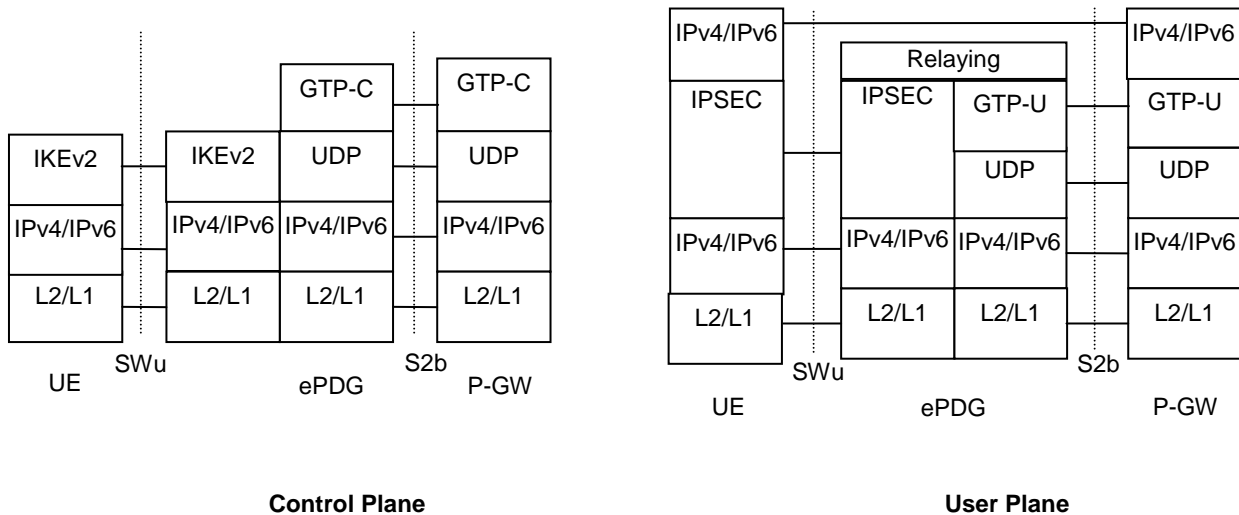 IPv4/IPv6
IPv4/IPv6
Relaying
GTP-C
GTP-C
IPSEC
IPSEC
GTP-U
GTP-U
IKEv2
IKEv2
UDP
UDP
UDP
UDP
IPv4/IPv6
IPv4/IPv6
IPv4/IPv6
IPv4/IPv6
IPv4/IPv6
IPv4/IPv6
IPv4/IPv6
IPv4/IPv6
L2/L1
L2/L1
L2/L1
L2/L1
L2/L1
L2/L1
L2/L1
L2/L1
SWu
S2b
SWu
S2b
UE
ePDG
P-GW
UE
ePDG
P-GW
Control Plane
User Plane